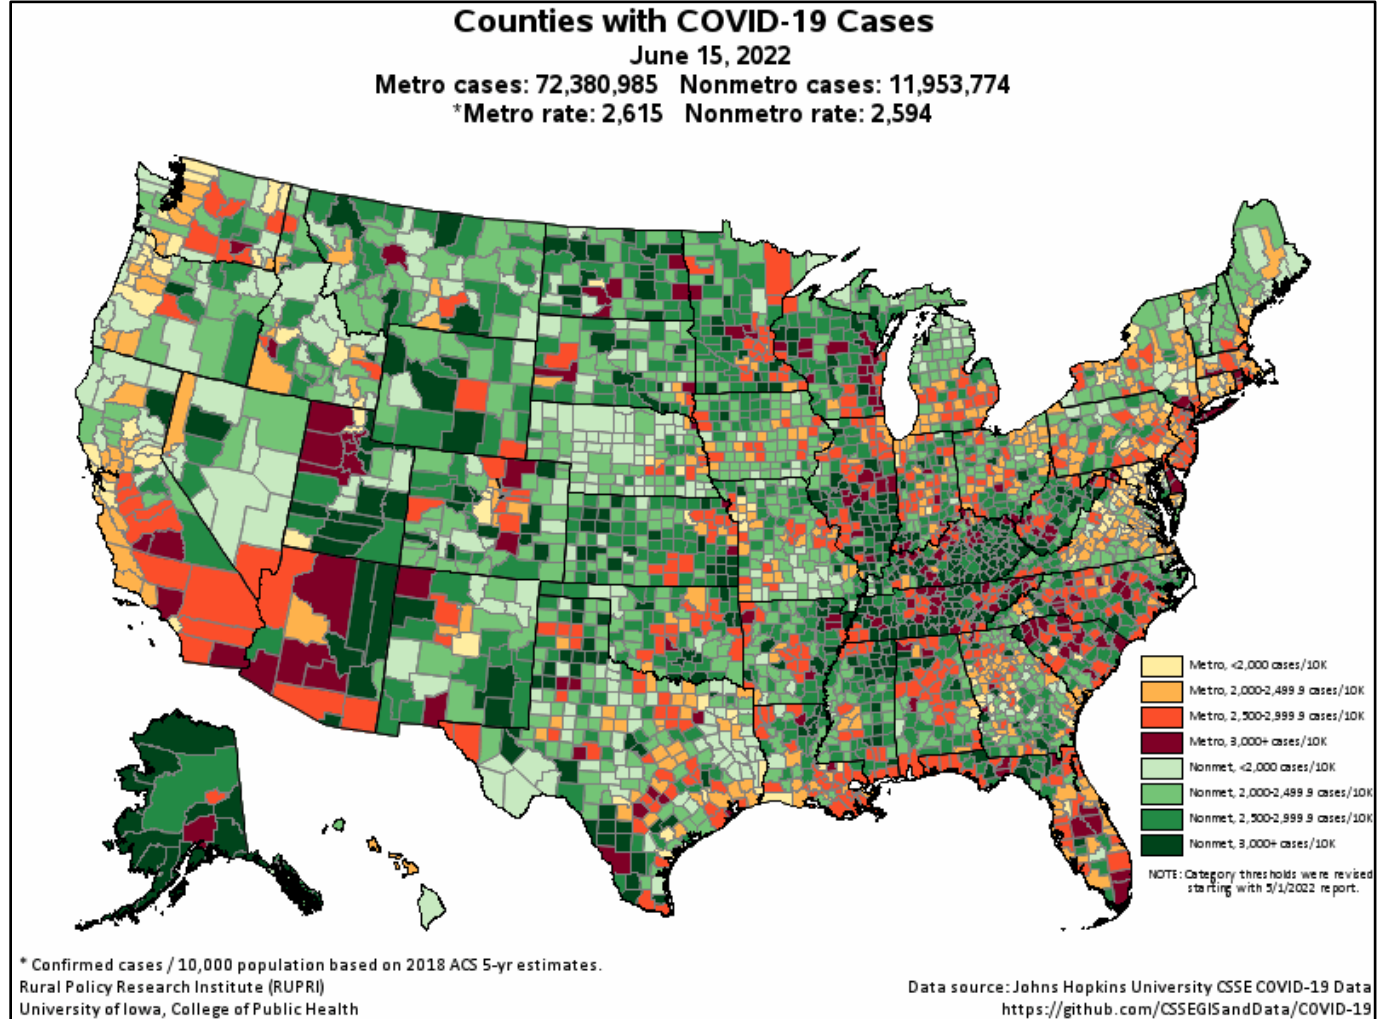 Counties with COVID-19 Cases
June 15, 2022
Metro cases: 72,380,985 Nonmetro cases: 11,953,774
*Metro rate: 2,615 Nonmetro rate: 2,594
Metro, <2,000 cases/10K
Metro, 2,000-2,499.9 cases/10K
Metro, 2,500-2,999.9 cases/10K
Metro, 3,000+ cases/10K
Nonmet, <2,000 cases/10K
Nonmet, 2,000-2,499.9 cases/10K
Nonmet, 2,500-2,999.9 cases/10K
Nonmet, 3,000+ cases/10K
NOTE: Category thresholds were revised
starting with 5/1/2022 report.
* Confirmed cases / 10,000 population based on 2018 ACS 5-yr estimates.
Rural Policy Research Institute (RUPRI)
University of Iowa, College of Public Health
Data source: Johns Hopkins University CSSE COVID-19 Data
https://github.com/CSSEGISandData/COVID-19